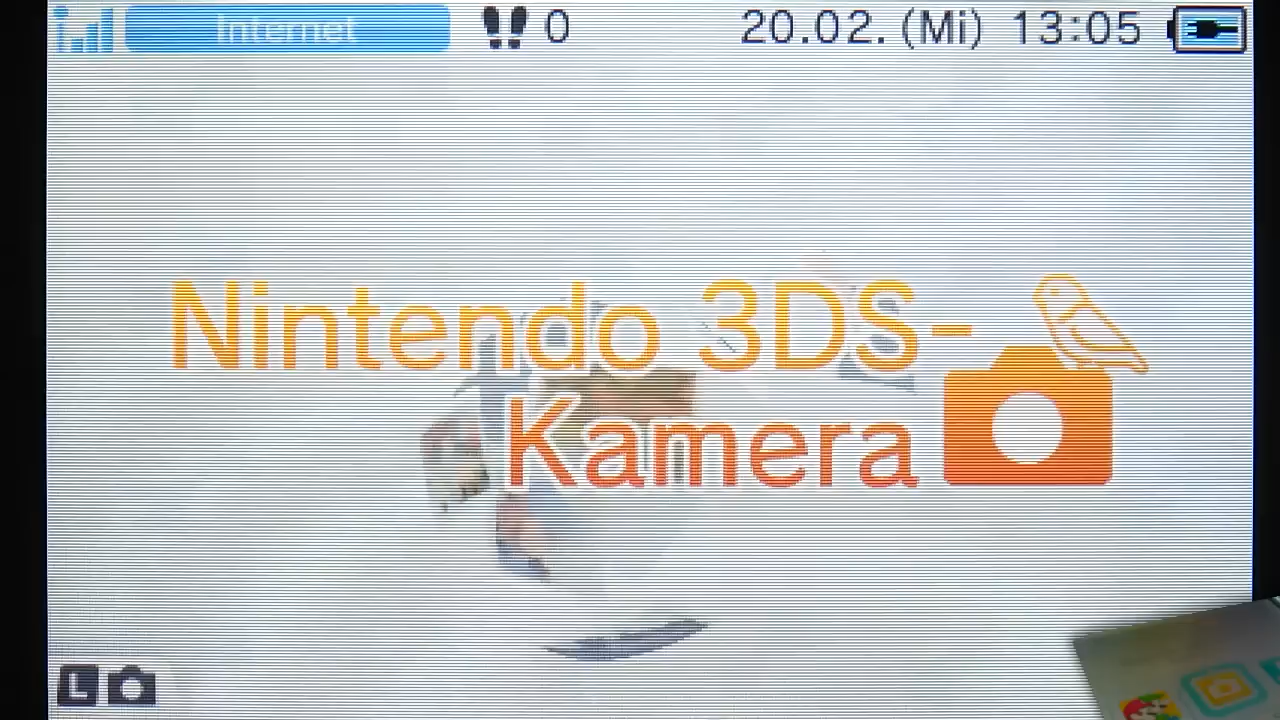 Internet 0 20.02. (Mi) 13:05
Nintendo 3DS-
Kamera
L